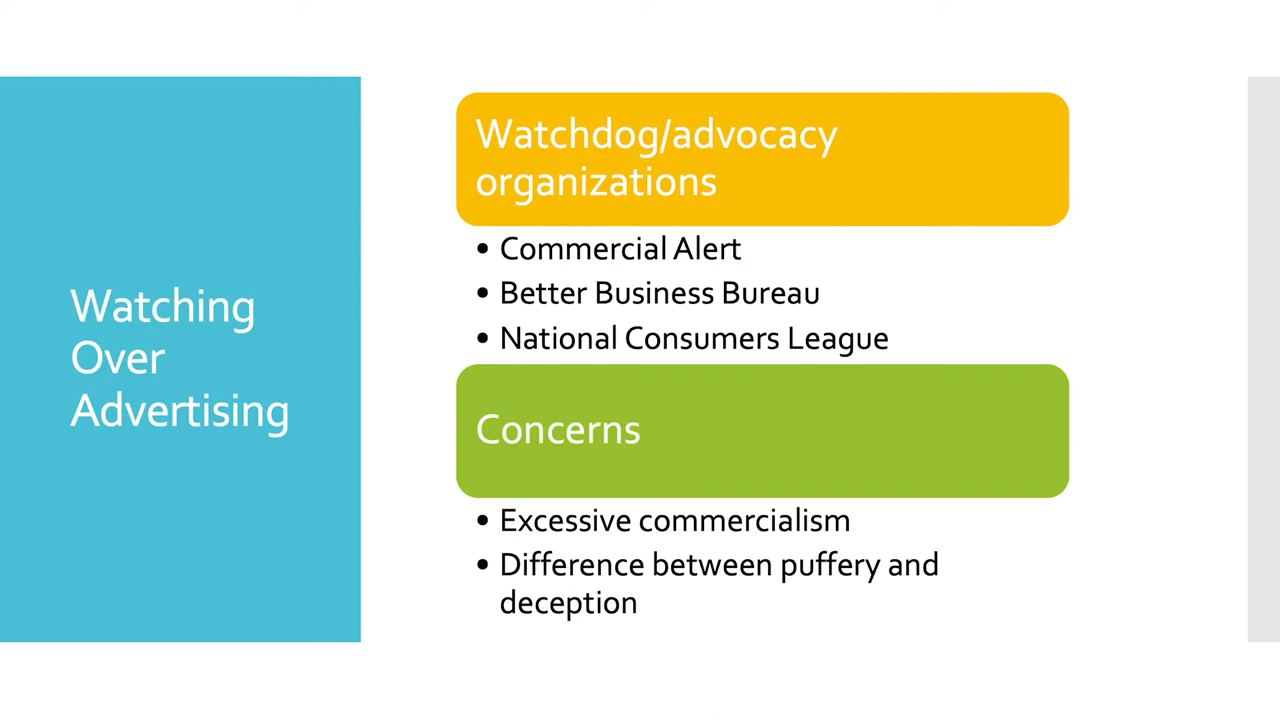 Watching
Over
Advertising
Watchdog/advocacy
organizations
• Commercial Alert
• Better Business Bureau
• National Consumers League
Concerns
• Excessive commercialism
• Difference between puffery and
deception